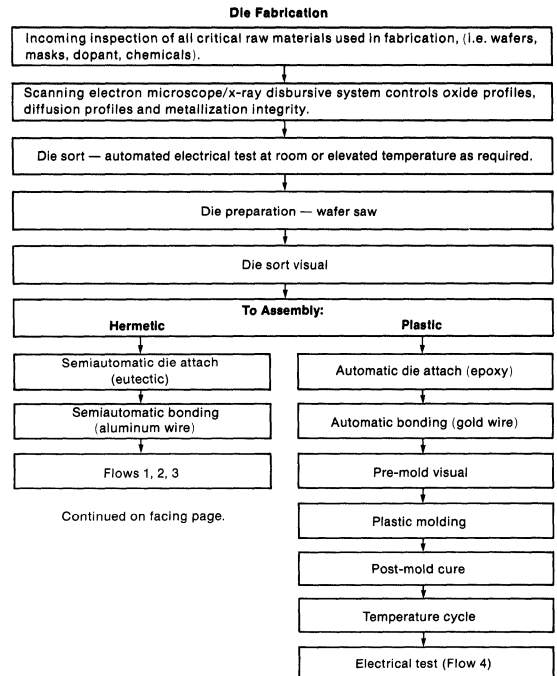 Die Fabrication
Incoming inspection of all critical raw materials used in fabrication, (i.e. wafers,
masks, dopant, chemicals).
Scanning electron microscope/x-ray disbursive system controls oxide profiles,
diffusion profiles and metallization integrity.
Die sort — automated electrical test at room or elevated temperature as required.
Die preparation — wafer saw
Die sort visual
To Assembly:
Hermetic
Plastic
Semiautomatic die attach
(eutectic)
Semiautomatic bonding
(aluminum wire)
Flows 1, 2, 3
Continued on facing page.
Automatic die attach (epoxy)
Automatic bonding (gold wire)
Pre-mold visual
Plastic molding
Post-mold cure
Temperature cycle
Electrical test (Flow 4)